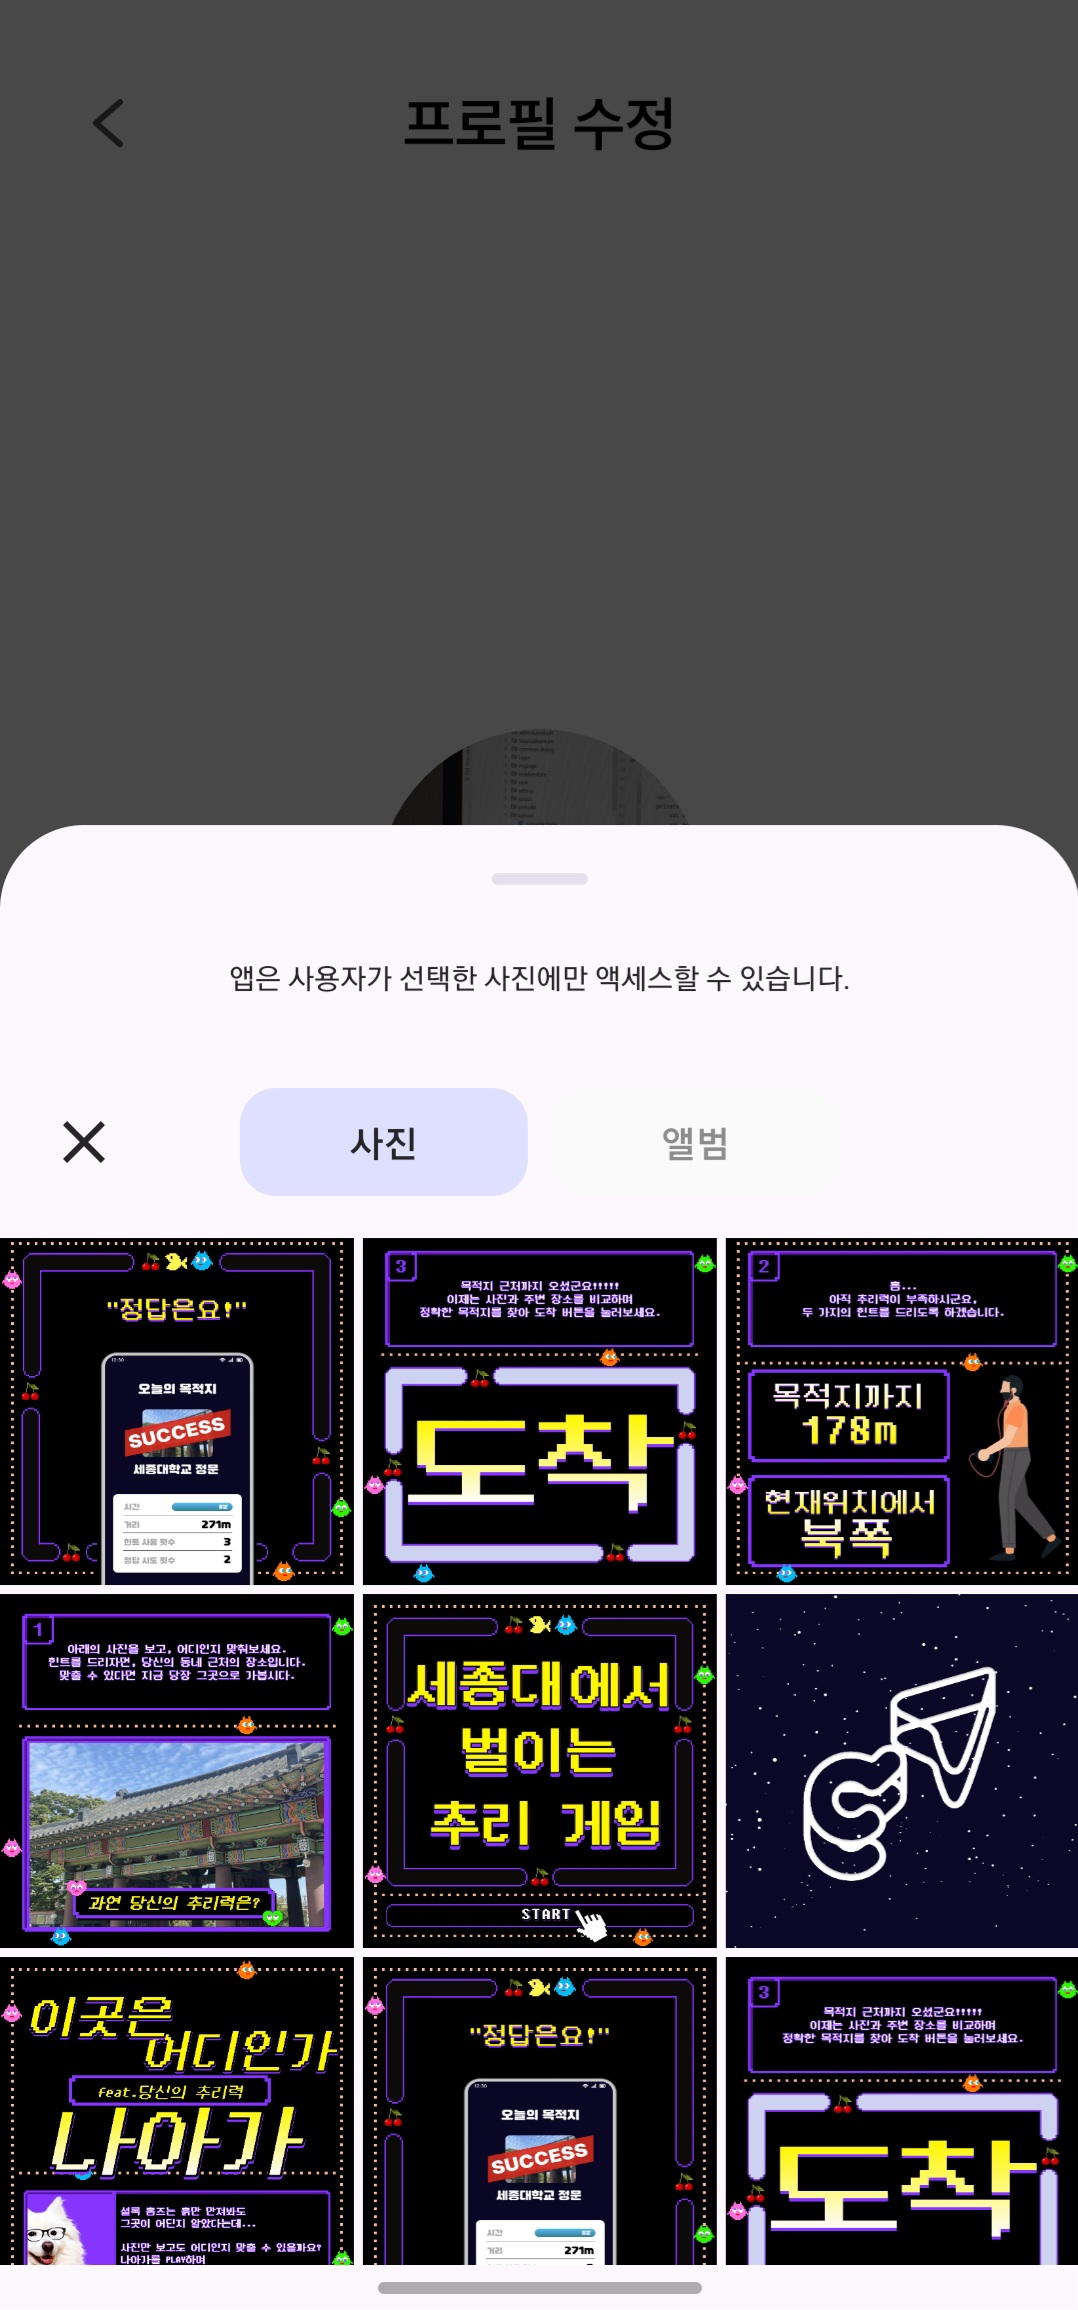 프로필 수정
앱은 사용자가 선택한 사진에만 액세스할 수 있습니다.
사진
앨범
"정답은요!"
12:30
오늘의 목적지
SUCCESS
세종대학교 정문
시간
거리 271m
힌트 사용 횟수 3
정답 시도 횟수 2
3
목적지 근처까지 오셨군요!!!!!
이제는 사진과 주변 장소를 비교하며
정확한 목적지를 찾아 도착 버튼을 눌러보세요.
도착
2
흠...
아직 추리력이 부족하시군요,
두 가지의 힌트를 드리도록 하겠습니다.
목적지까지
178m
현재위치에서
북쪽
1
아래의 사진을 보고, 어디인지 맞춰보세요.
힌트를 드리자면, 당신의 동네 근처의 장소입니다.
맞출 수 있다면 지금 당장 그곳으로 가봅시다.
과연 당신의 추리력은?
세종대에서
벌이는
추리 게임
START
이곳은
어디인가
feat.당신의 추리력
나아가
셜록 홈즈는 흙만 만져봐도
그곳이 어딘지 알았다는데...
사진만 보고도 어디인지 맞출 수 있을까요?
나아가를 PLAY하며
"정답은요!"
12:30
오늘의 목적지
SUCCESS
세종대학교 정문
시간
거리 271m
3
목적지 근처까지 오셨군요!!!!!
이제는 사진과 주변 장소를 비교하며
정확한 목적지를 찾아 도착 버튼을 눌러보세요.
도착